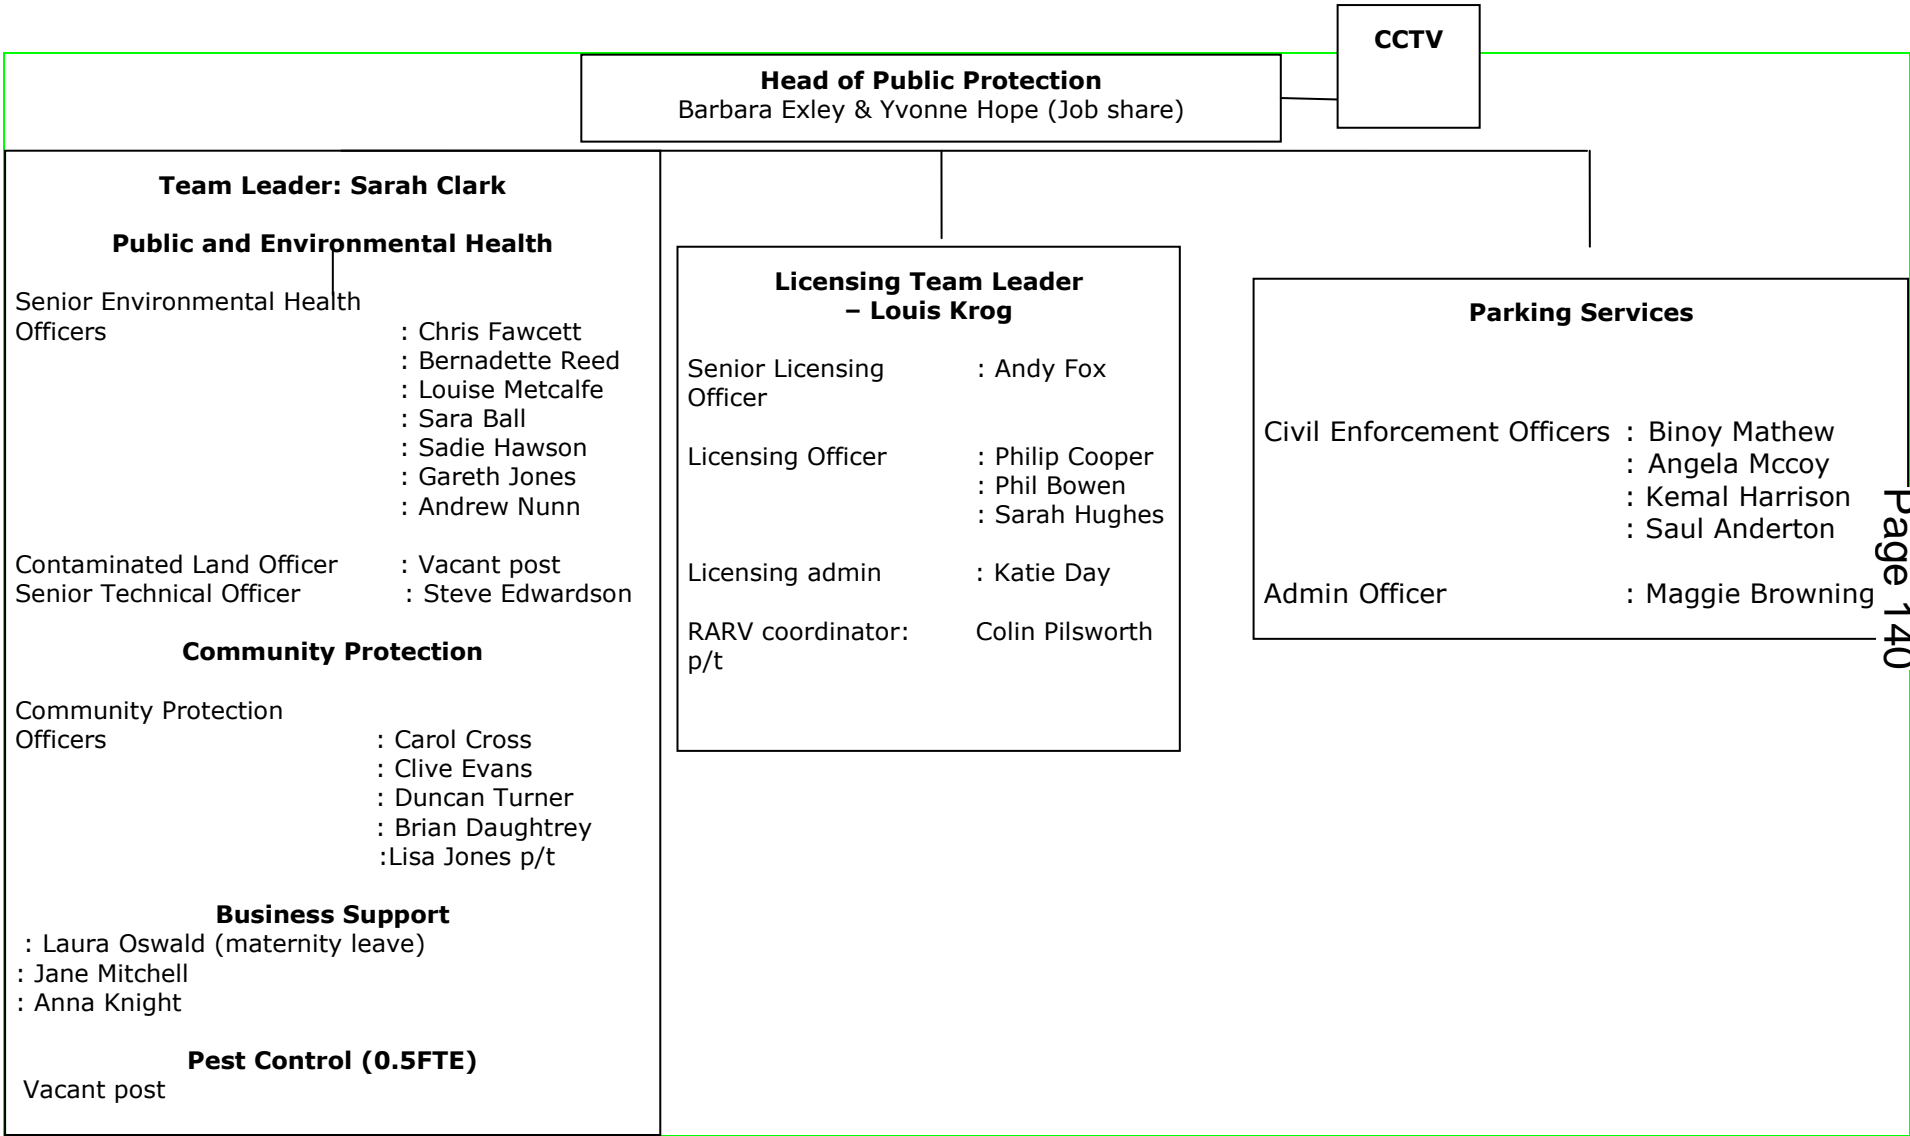 CCTV
Head of Public Protection
Barbara Exley & Yvonne Hope (Job share)
Team Leader: Sarah Clark
Public and Environmental Health
Senior Environmental Health
Officers : Chris Fawcett
: Bernadette Reed
: Louise Metcalfe
: Sara Ball
: Sadie Hawson
: Gareth Jones
: Andrew Nunn
Contaminated Land Officer : Vacant post
Senior Technical Officer : Steve Edwardson
Community Protection
Community Protection
Officers : Carol Cross
: Clive Evans
: Duncan Turner
: Brian Daughtrey
:Lisa Jones p/t
Business Support
: Laura Oswald (maternity leave)
: Jane Mitchell
: Anna Knight
Pest Control (0.5FTE)
Vacant post
Licensing Team Leader
– Louis Krog
Senior Licensing : Andy Fox
Officer
Licensing Officer : Philip Cooper
: Phil Bowen
: Sarah Hughes
Licensing admin : Katie Day
RARV coordinator: Colin Pilsworth
p/t
Parking Services
Civil Enforcement Officers : Binoy Mathew
: Angela Mccoy
: Kemal Harrison
: Saul Anderton
Admin Officer : Maggie Browning
Page 140